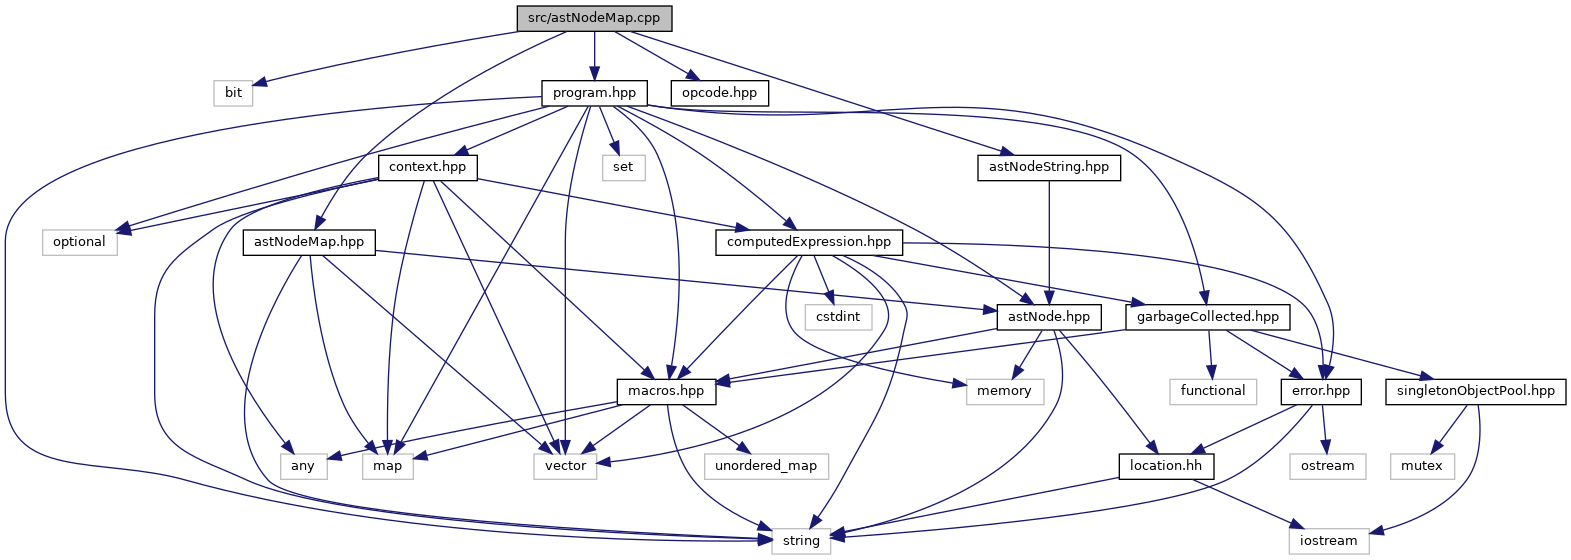 src/astNodeMap.cpp
bit
program.hpp
opcode.hpp
context.hpp
set
astNodeString.hpp
optional
astNodeMap.hpp
computedExpression.hpp
cstdint
astNode.hpp
garbageCollected.hpp
macros.hpp
memory
functional
error.hpp
singletonObjectPool.hpp
any
map
vector
unordered_map
location.hh
ostream
mutex
string
iostream